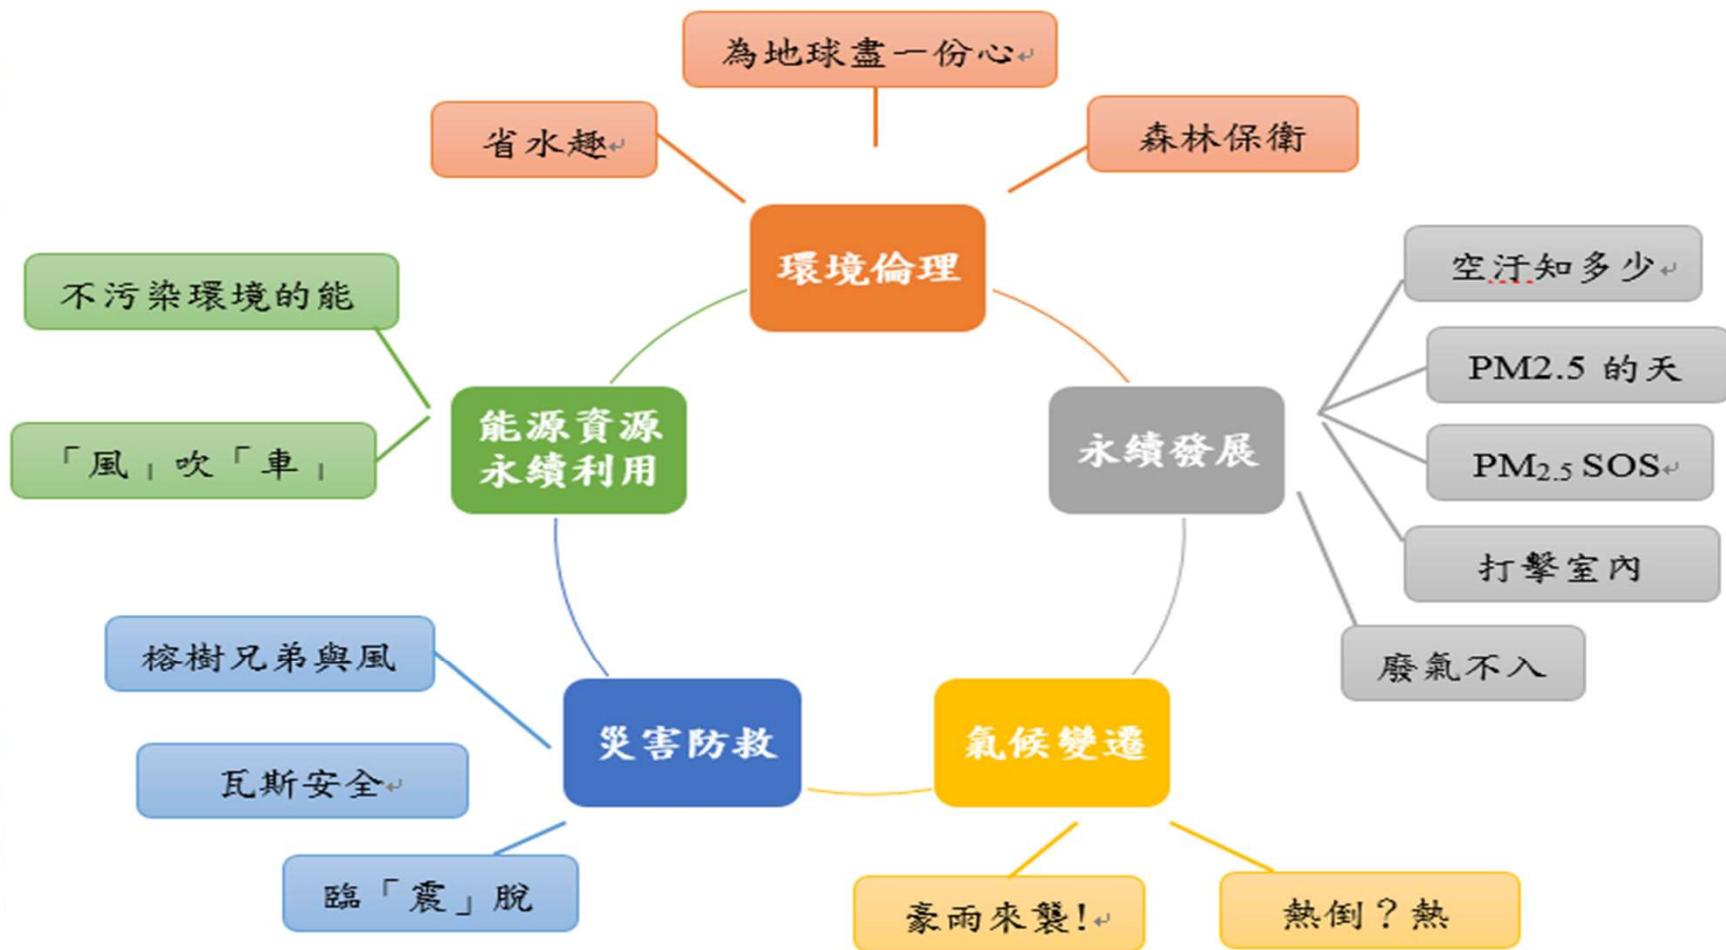 為地球盡一份心
省水趣
森林保衛
環境倫理
不污染環境的能
「風」吹「車」
能源資源
永續利用
空汙知多少
PM2.5 的天
PM2.5 SOS
打擊室內
廢氣不入
永續發展
榕樹兄弟與風
瓦斯安全
臨「震」脫
災害防救
氣候變遷
豪雨來襲!
熱倒？熱